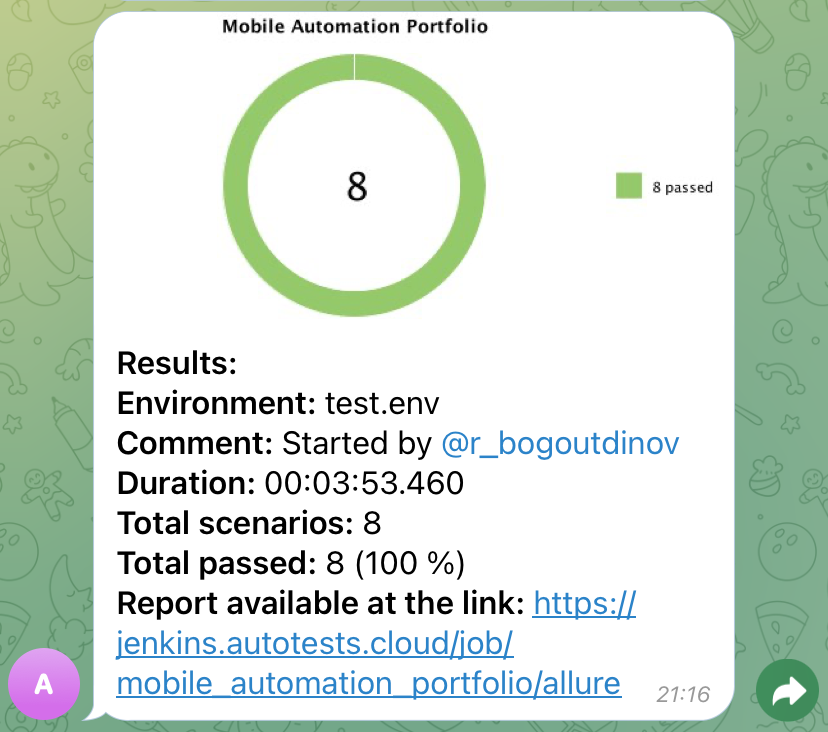 Mobile Automation Portfolio
8
8 passed
Results:
Environment: test.env
Comment: Started by @r_bogoutdinov
Duration: 00:03:53.460
Total scenarios: 8
Total passed: 8 (100 %)
Report available at the link: https://
jenkins.autotests.cloud/job/
mobile_automation_portfolio/allure
21:16
A